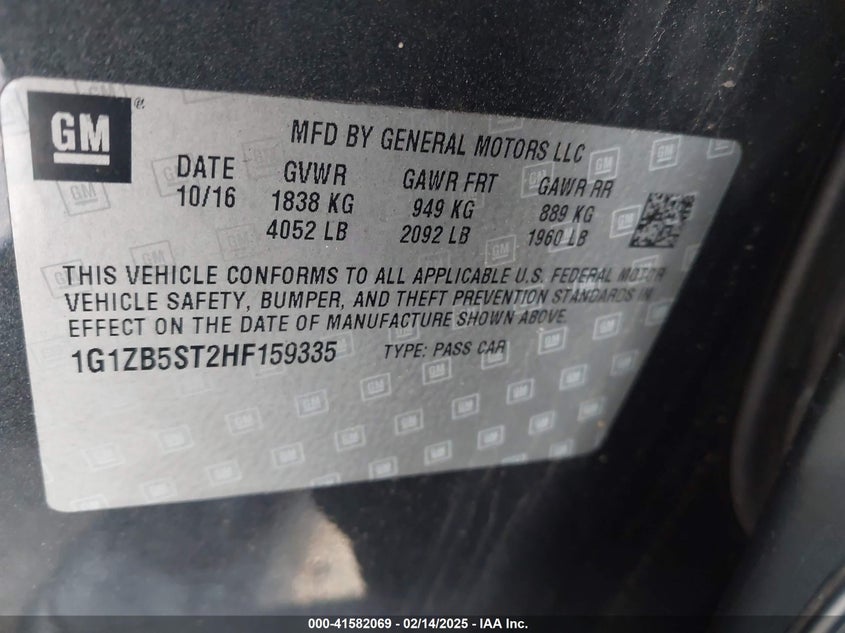 GM®
MFD BY GENERAL MOTORS LLC
DATE GVWR GAWR FRT GAWR RR
10/16 1838 KG 949 KG 889 KG
4052 LB 2092 LB 1960 LB
THIS VEHICLE CONFORMS TO ALL APPLICABLE U.S. FEDERAL MOTOR
VEHICLE SAFETY, BUMPER, AND THEFT PREVENTION STANDARDS IN
EFFECT ON THE DATE OF MANUFACTURE SHOWN ABOVE.
1G1ZB5ST2HF159335 TYPE: PASS CAR
000-41582069 - 02/14/2025 - IAA Inc.